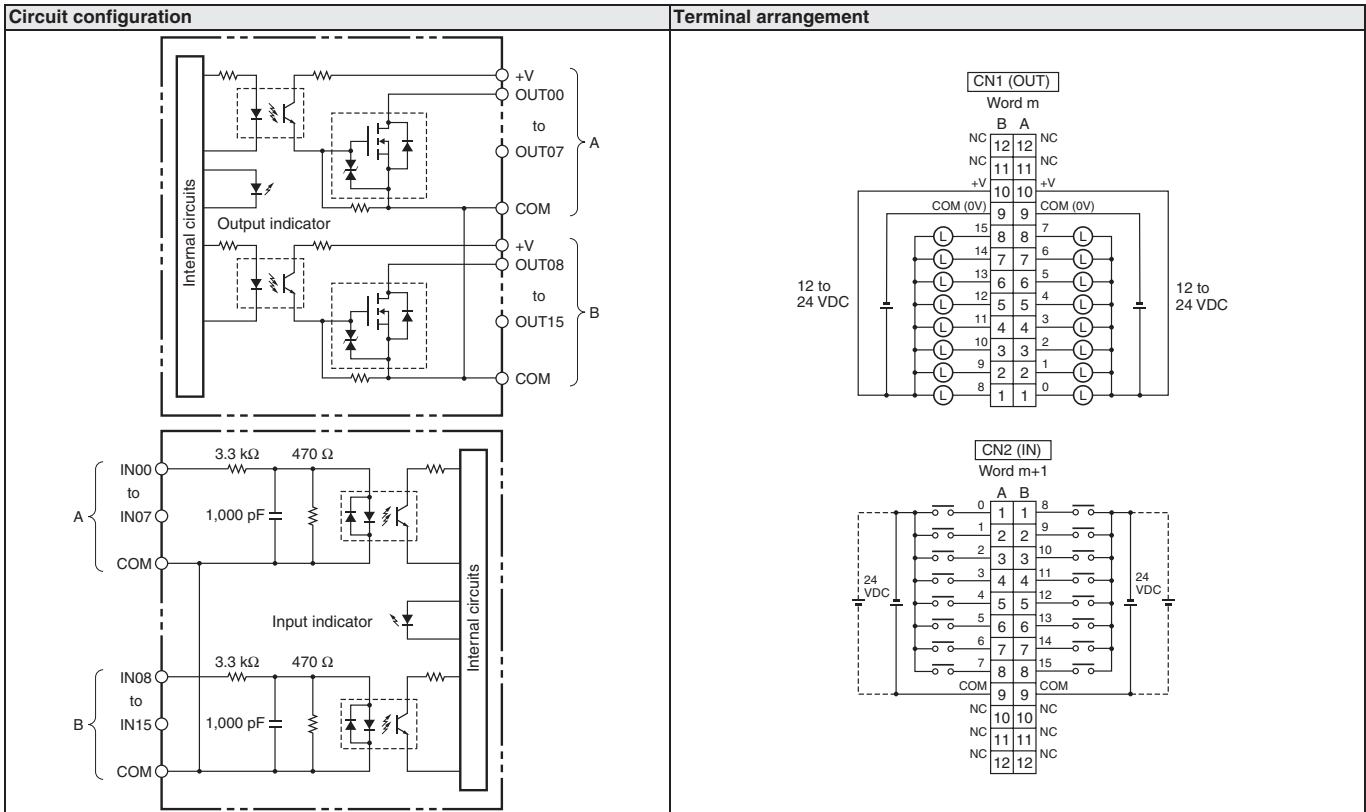 Circuit configuration
Terminal arrangement
+V
OUT00
to
OUT07
COM
A
Internal circuits
Output indicator
+V
OUT08
to
OUT15
COM
B
3.3 kΩ 470 Ω
IN00
to
IN07
COM
A
1,000 pF
Input indicator
Internal circuits
3.3 kΩ 470 Ω
IN08
to
IN15
COM
B
1,000 pF
CN1 (OUT)
Word m
B A
NC 12 12 NC
NC 11 11 NC
+V 10 10 +V
COM (0V) 9 9 COM (0V)
L 15 8 8 7 L
L 14 7 7 6 L
L 13 6 6 5 L
L 12 5 5 4 L
L 11 4 4 3 L
L 10 3 3 2 L
L 9 2 2 1 L
L 8 1 1 0 L
12 to
24 VDC
12 to
24 VDC
CN2 (IN)
Word m+1
A B
0 1 1 8
1 2 2 9
2 3 3 10
3 4 4 11
4 5 5 12
5 6 6 13
6 7 7 14
7 8 8 15
COM 9 9 COM
NC 10 10 NC
NC 11 11 NC
NC 12 12 NC
24
VDC
24
VDC